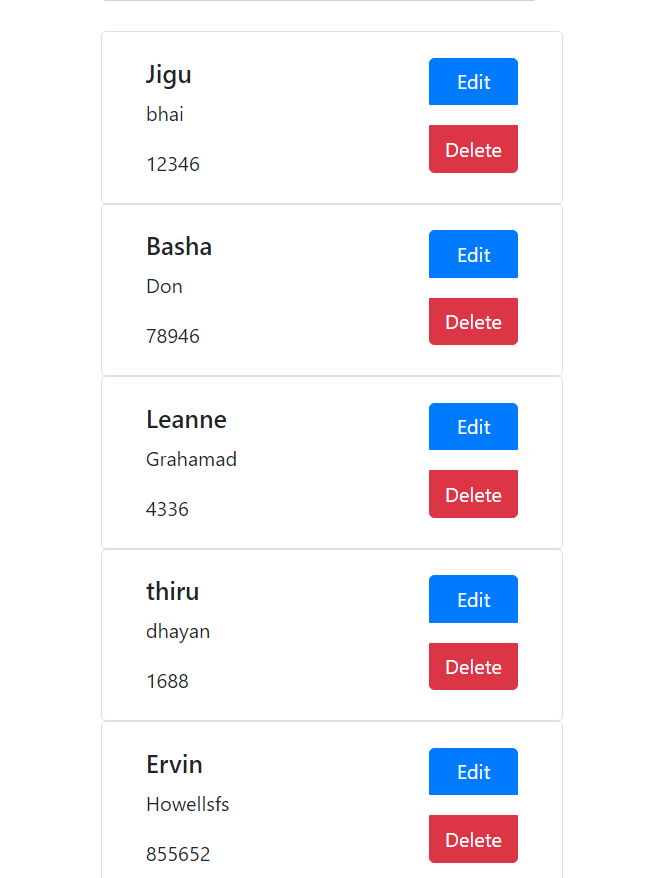 Jigu
Edit
bhai
Delete
12346
Basha
Edit
Don
Delete
78946
Leanne
Edit
Grahamad
Delete
4336
thiru
Edit
dhayan
Delete
1688
Ervin
Edit
Howellsfs
Delete
855652